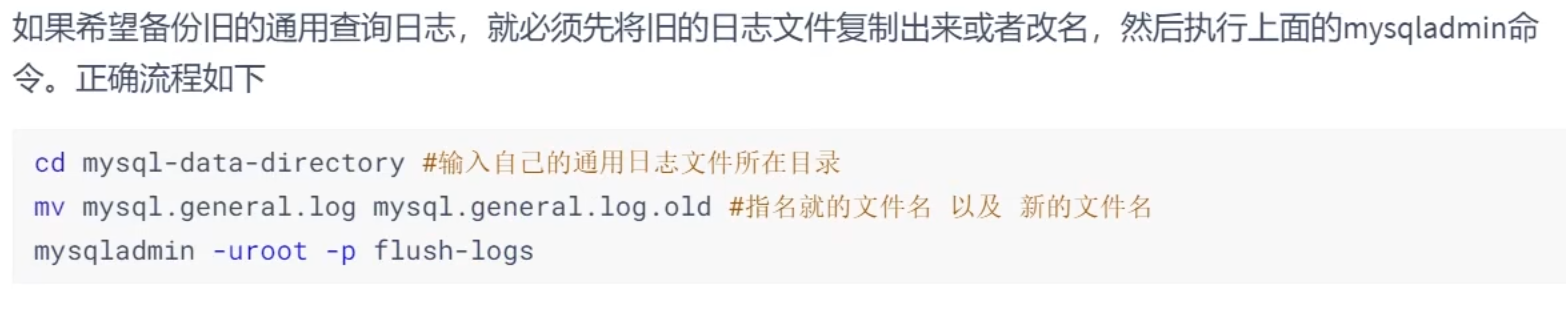 如果希望备份旧的通用查询日志，就必须先将旧的日志文件复制出来或者改名，然后执行上面的mysqladmin命
令。正确流程如下
cd mysql-data-directory #输入自己的通用日志文件所在目录
mv mysql.general.log mysql.general.log.old #指名就的文件名 以及 新的文件名
mysqladmin -uroot -p flush-logs